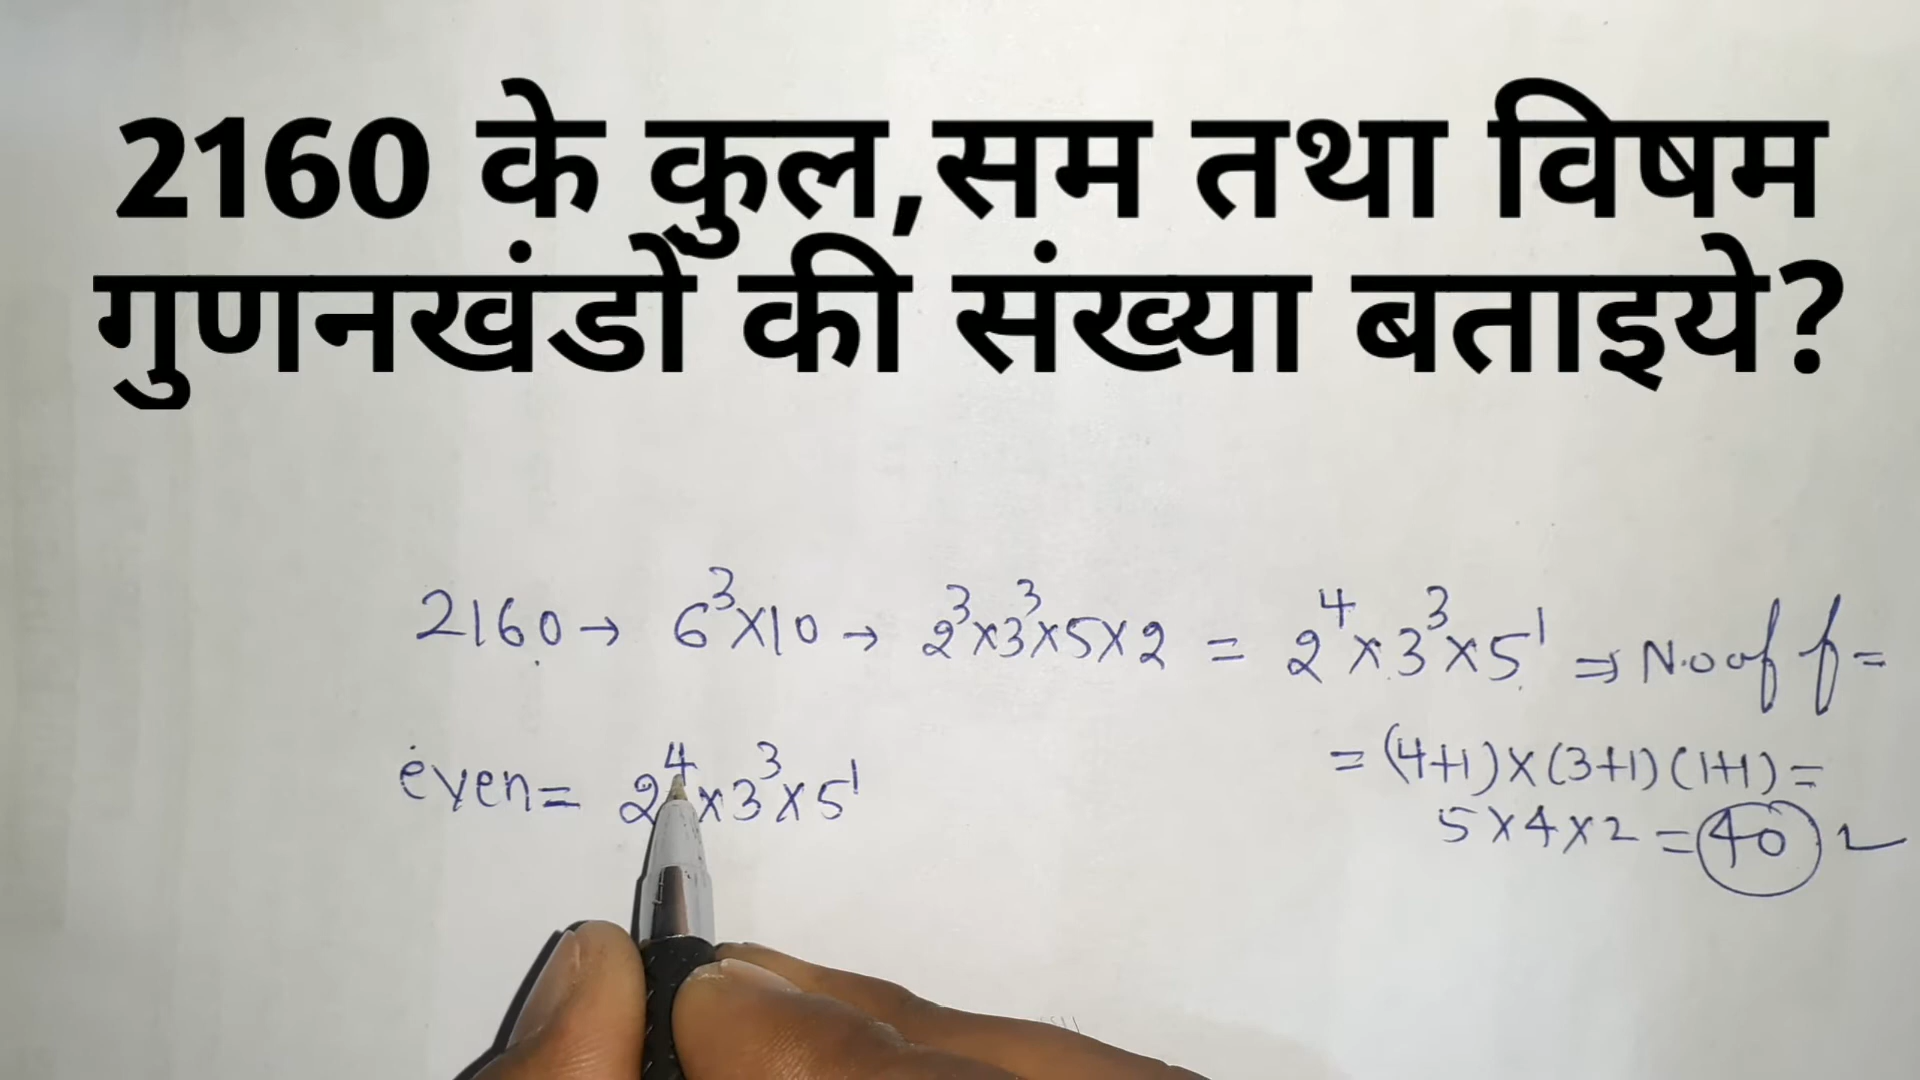 2160 के कुल,सम तथा विषम
गुणनखंडो की संख्या बताइये?
2160 → 6³×10 → 2³×3³×5×2 = 2⁴×3³×5¹ ⇒ N.o of f =
= (4+1)×(3+1)(1+1) =
5×4×2 = 40
even = 2⁴×3³×5¹